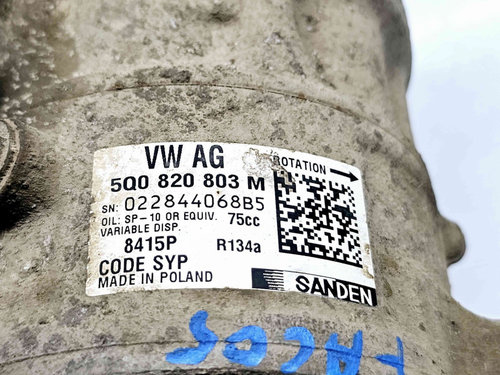 VW AG
ROTATION
5Q0 820 803 M
SN: 022844068B5
OIL: SP-10 OR EQUIV. 75cc
VARIABLE DISP.
8415P R134a
CODE SYP
MADE IN POLAND
SANDEN